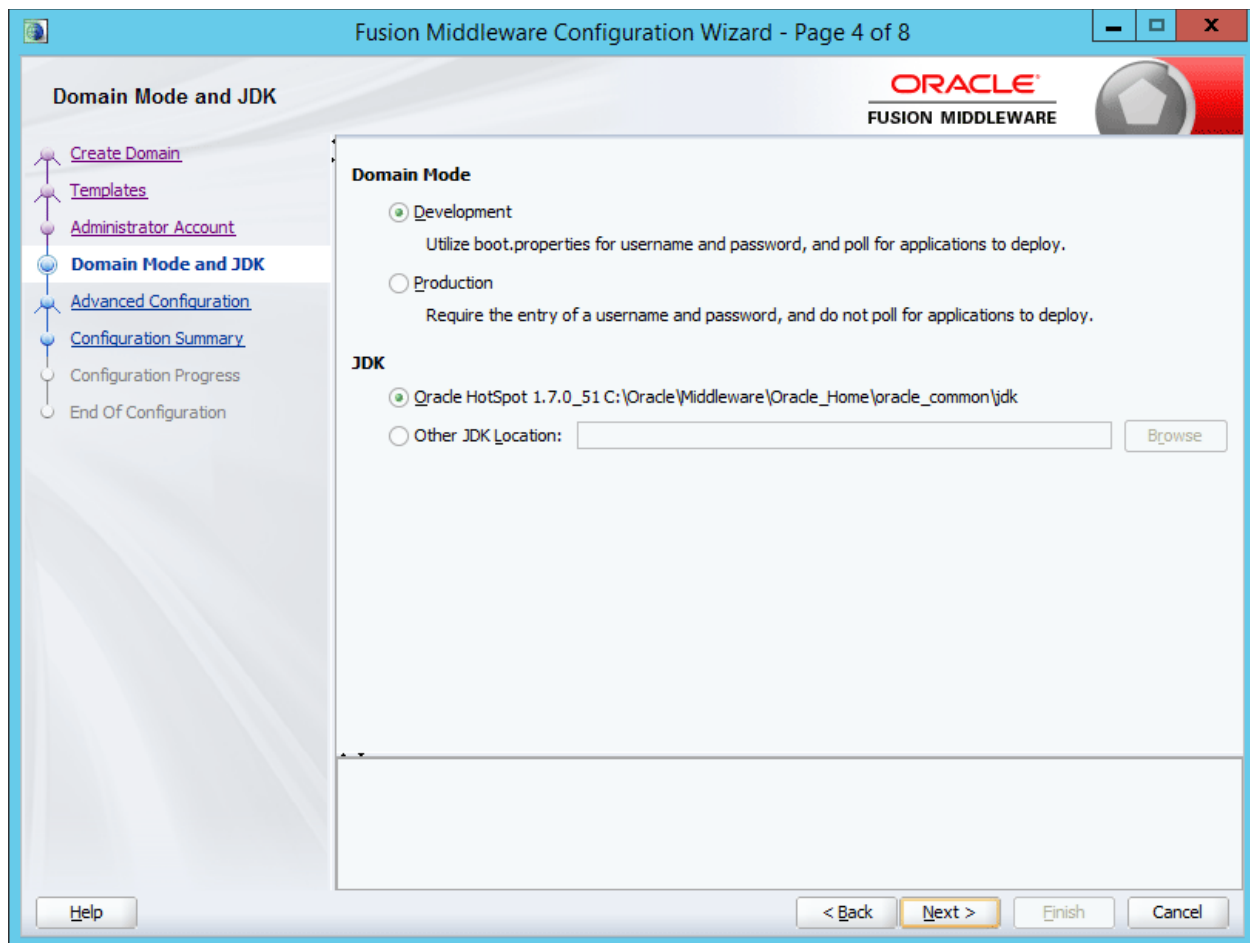 Fusion Middleware Configuration Wizard - Page 4 of 8
Domain Mode and JDK
ORACLE
FUSION MIDDLEWARE
Create Domain
Templates
Administrator Account
Domain Mode and JDK
Advanced Configuration
Configuration Summary
Configuration Progress
End Of Configuration
Domain Mode
Development
Utilize boot.properties for username and password, and poll for applications to deploy.
Production
Require the entry of a username and password, and do not poll for applications to deploy.
JDK
Oracle HotSpot 1.7.0_51 C:\Oracle\Middleware\Oracle_Home\oracle_common\jdk
Other JDK Location: Browse
Help < Back Next > Finish Cancel